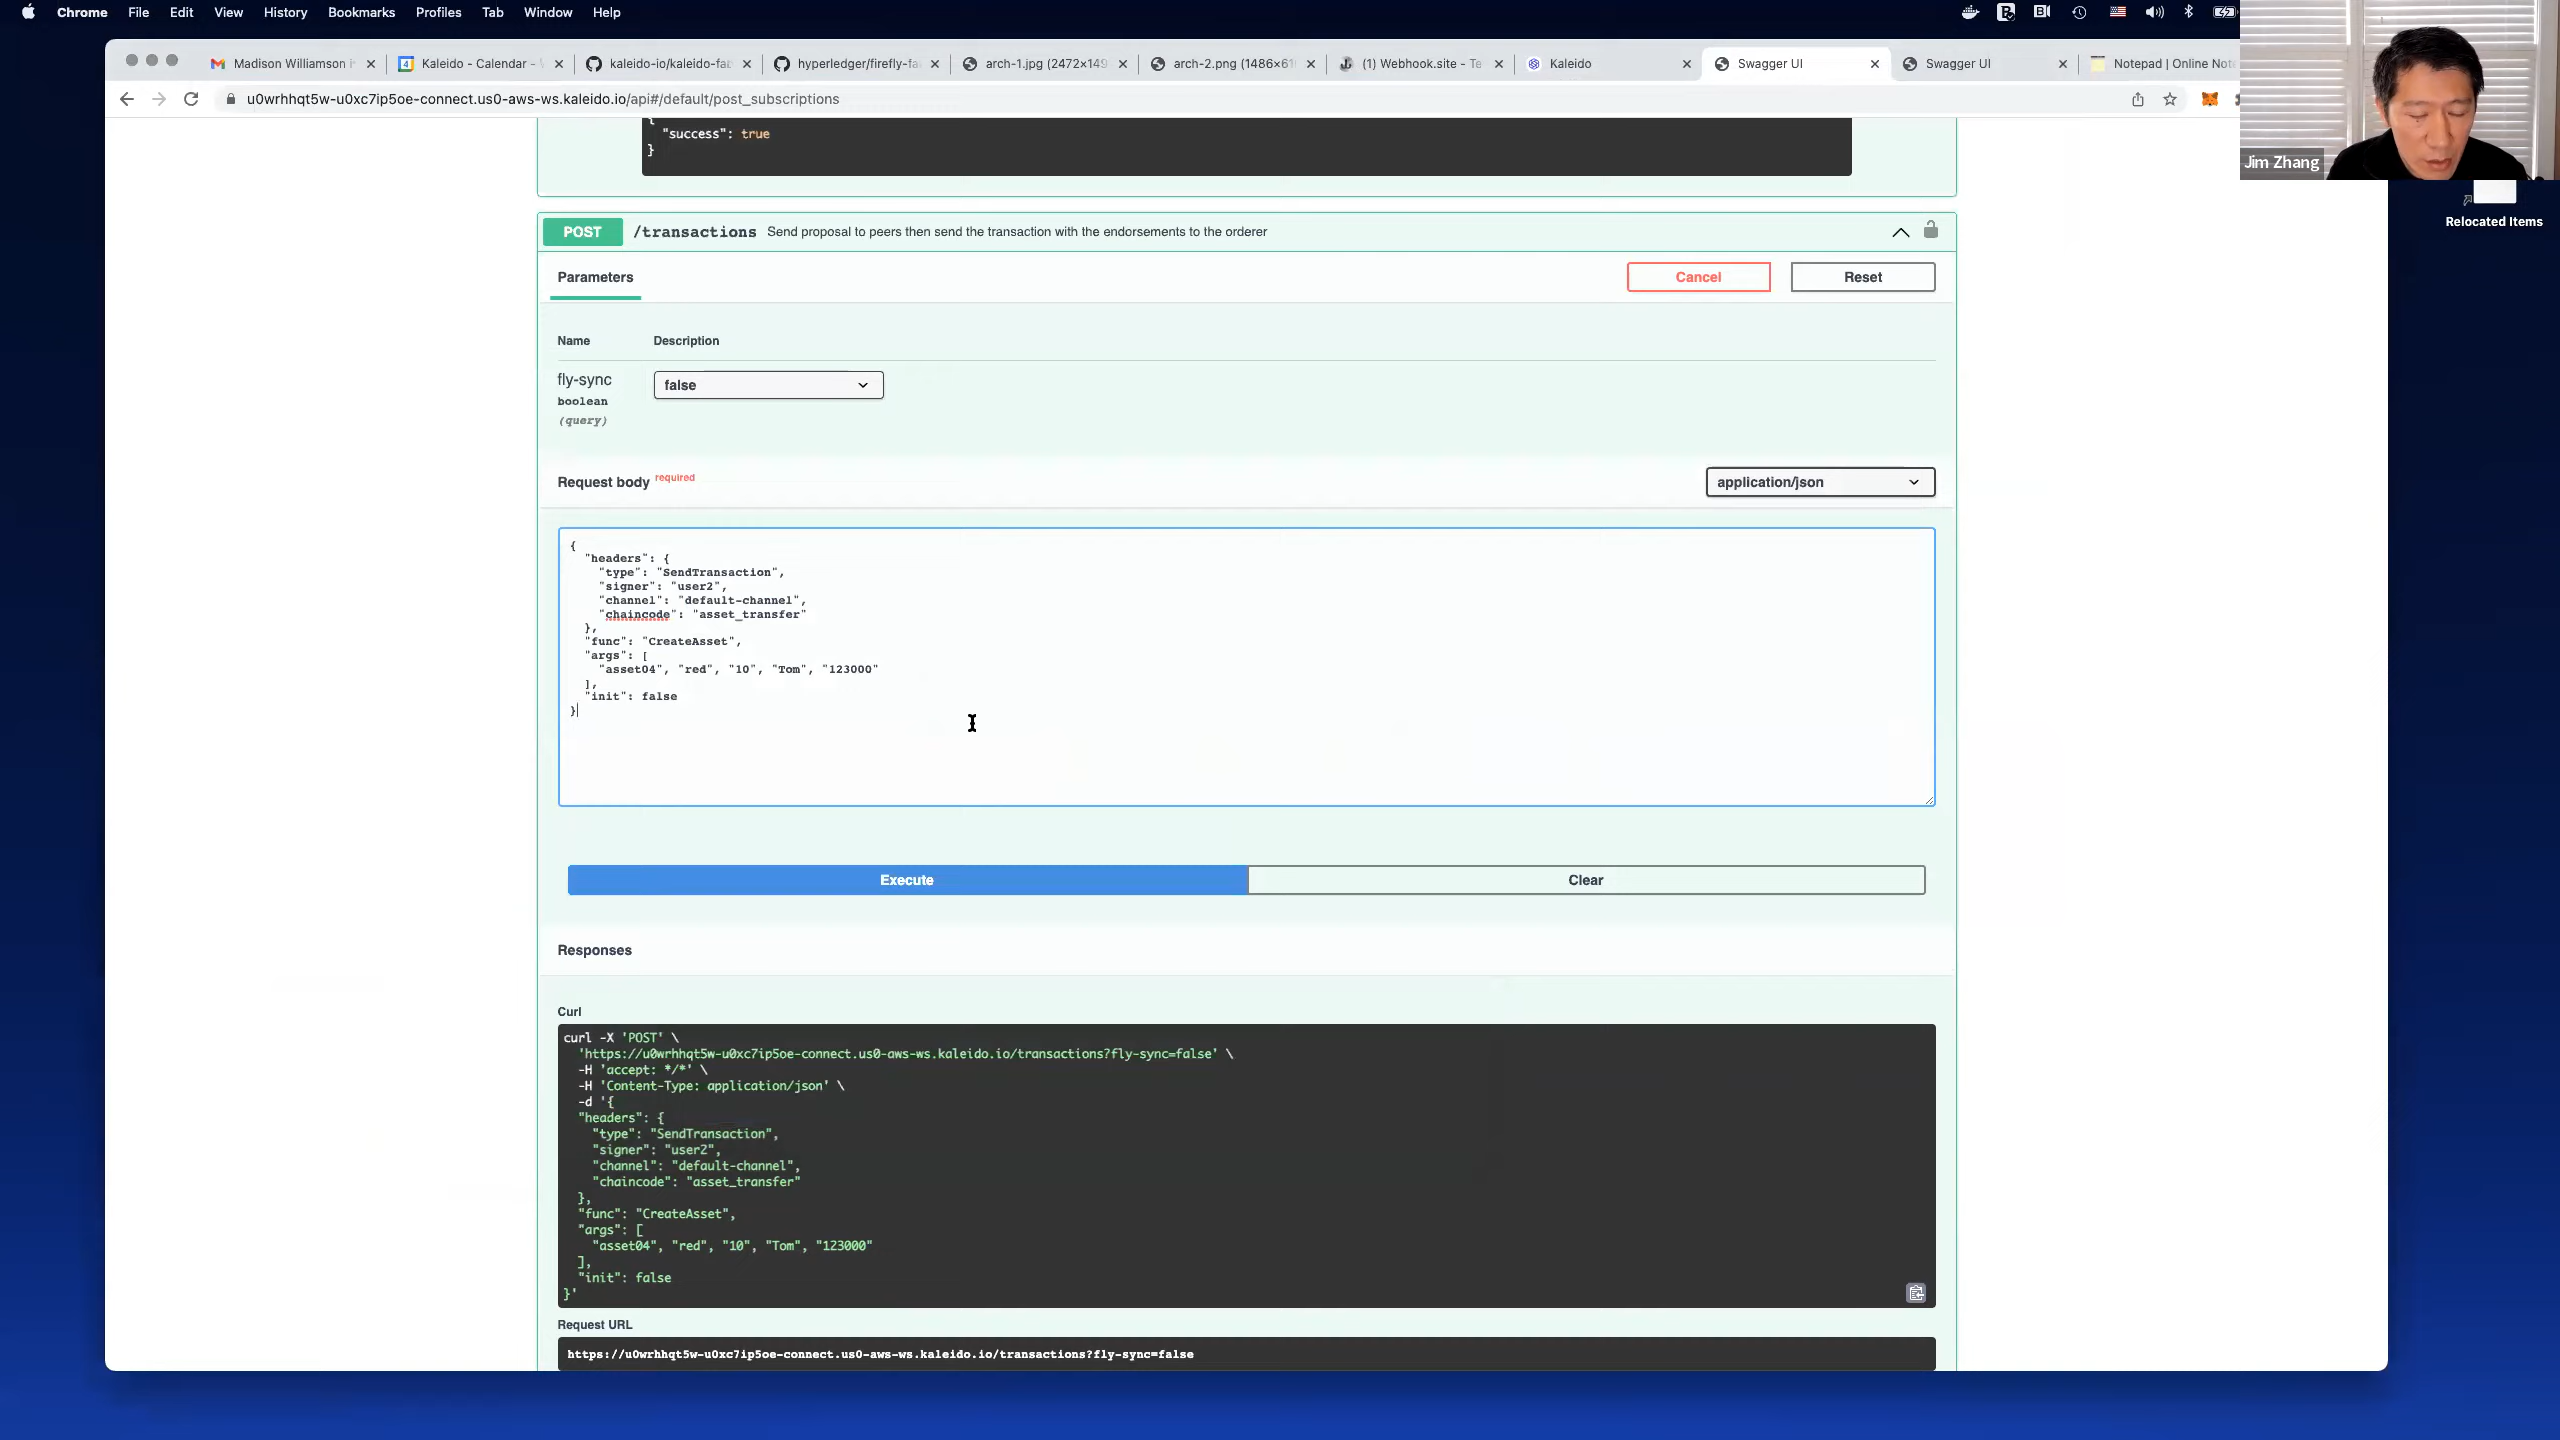 Chrome File Edit View History Bookmarks Profiles Tab Window Help
Madison Williamson i
Kaleido - Calendar -
kaleido-io/kaleido-fab
hyperledger/firefly-fa
arch-1.jpg (2472×149
arch-2.png (1486×61
(1) Webhook.site - Te
Kaleido
Swagger UI
Swagger UI
Notepad | Online Not
u0wrhhqt5w-u0xc7ip5oe-connect.us0-aws-ws.kaleido.io/api#/default/post_subscriptions
Jim Zhang
Relocated Items
{
"success": true
}
POST /transactions Send proposal to peers then send the transaction with the endorsements to the orderer
Parameters
Cancel
Reset
Name Description
fly-sync
boolean
(query)
false
Request body required
application/json
{
"headers": {
"type": "SendTransaction",
"signer": "user2",
"channel": "default-channel",
"chaincode": "asset_transfer"
},
"func": "CreateAsset",
"args": [
"asset04", "red", "10", "Tom", "123000"
],
"init": false
}
Execute
Clear
Responses
Curl
curl -X 'POST' \
'https://u0wrhhqt5w-u0xc7ip5oe-connect.us0-aws-ws.kaleido.io/transactions?fly-sync=false' \
-H 'accept: */*' \
-H 'Content-Type: application/json' \
-d '{
"headers": {
"type": "SendTransaction",
"signer": "user2",
"channel": "default-channel",
"chaincode": "asset_transfer"
},
"func": "CreateAsset",
"args": [
"asset04", "red", "10", "Tom", "123000"
],
"init": false
}'
Request URL
https://u0wrhhqt5w-u0xc7ip5oe-connect.us0-aws-ws.kaleido.io/transactions?fly-sync=false